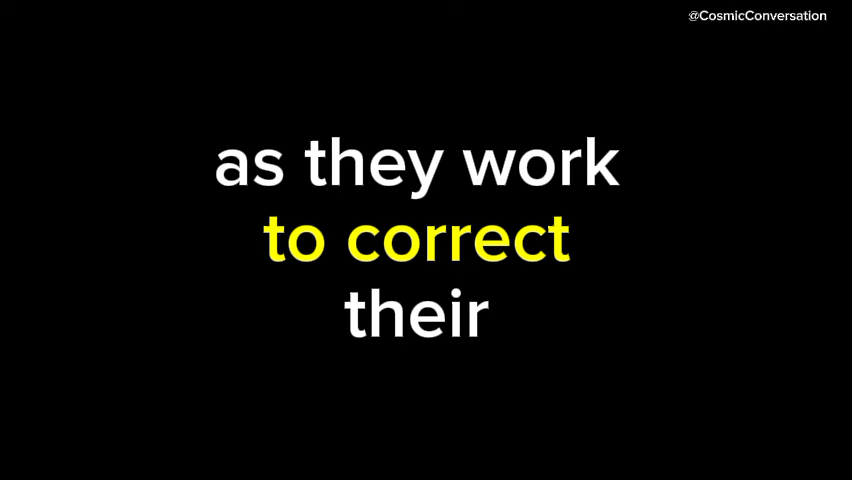 @CosmicConversation
as they work
to correct
their